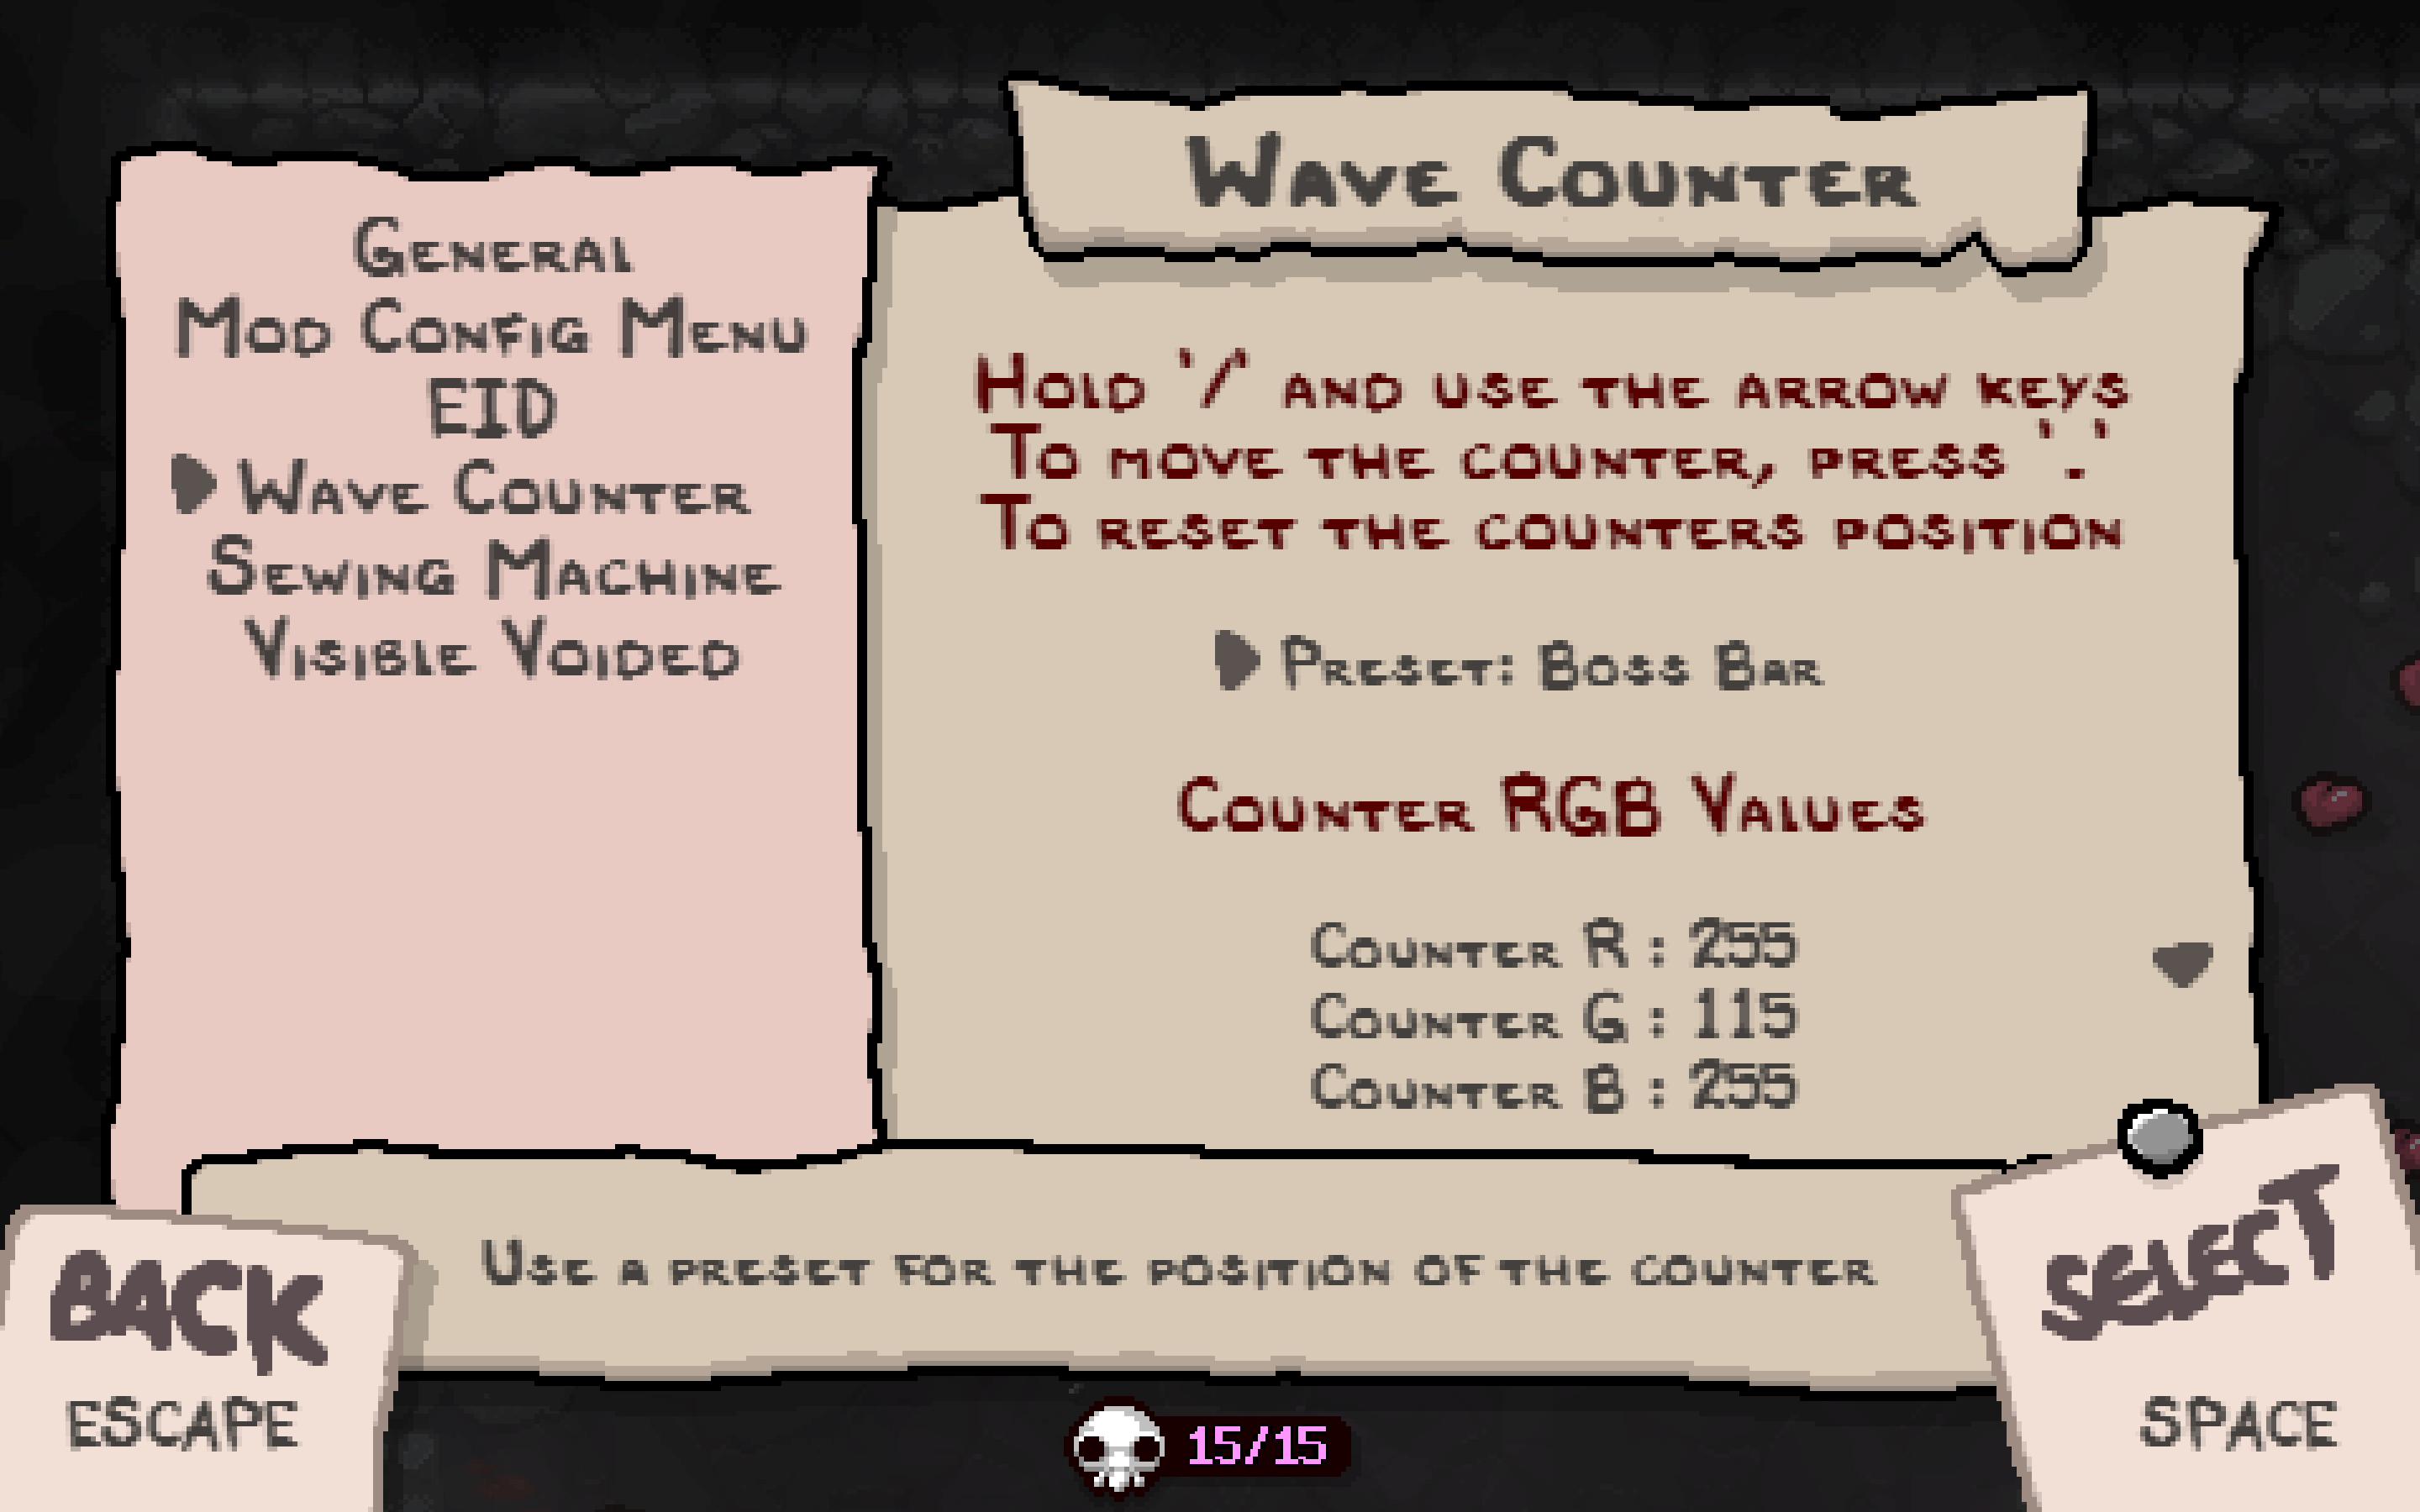 Wave Counter
General
Mod Config Menu
EID
Wave Counter
Sewing Machine
Visible Voided
Hold '/' and use the arrow keys
To move the counter, press '.'
To reset the counters position
Preset: Boss Bar
Counter RGB Values
Counter R : 255
Counter G : 115
Counter B : 255
Use a preset for the position of the counter
BACK
ESCAPE
SELECT
SPACE
15/15